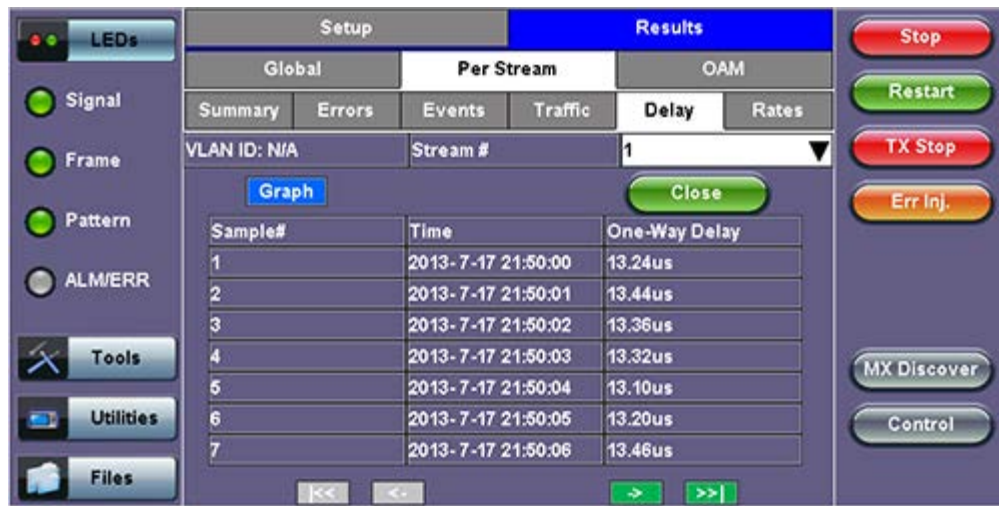 LEDs
Signal
Frame
Pattern
ALM/ERR
Tools
Utilities
Files
Setup Results
Global Per Stream OAM
Summary Errors Events Traffic Delay Rates
VLAN ID: N/A Stream # 1
Graph Close
Sample# Time One-Way Delay
1 2013- 7-17 21:50:00 13.24us
2 2013- 7-17 21:50:01 13.44us
3 2013- 7-17 21:50:02 13.36us
4 2013- 7-17 21:50:03 13.32us
5 2013- 7-17 21:50:04 13.10us
6 2013- 7-17 21:50:05 13.20us
7 2013- 7-17 21:50:06 13.46us
|<< <- -> >>|
Stop
Restart
TX Stop
Err Inj.
MX Discover
Control